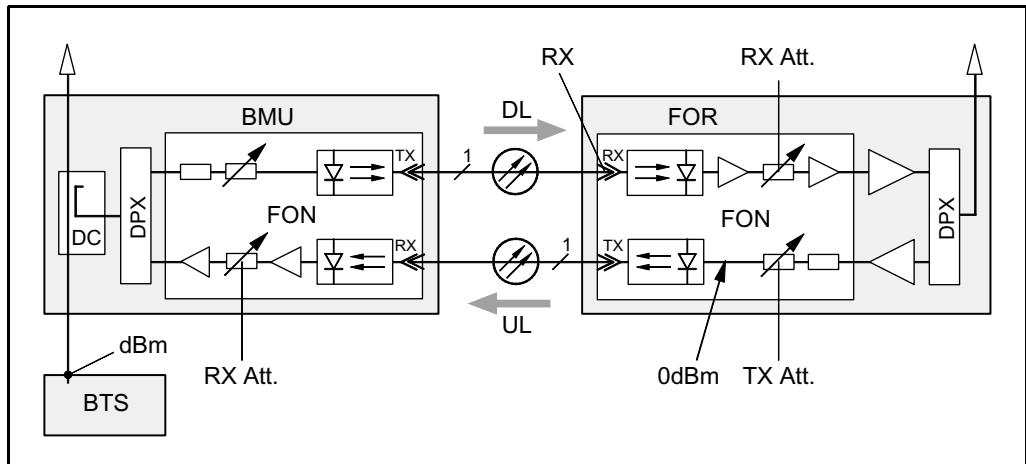 RX
RX Att.
BMU
DL
FOR
TX
1
RX
DPX
DC
FON
FON
DPX
RX
1
TX
UL
dBm
RX Att.
0dBm
TX Att.
BTS